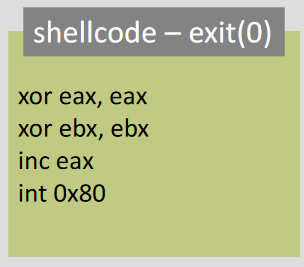 shellcode – exit(0)
xor eax, eax
xor ebx, ebx
inc eax
int 0x80